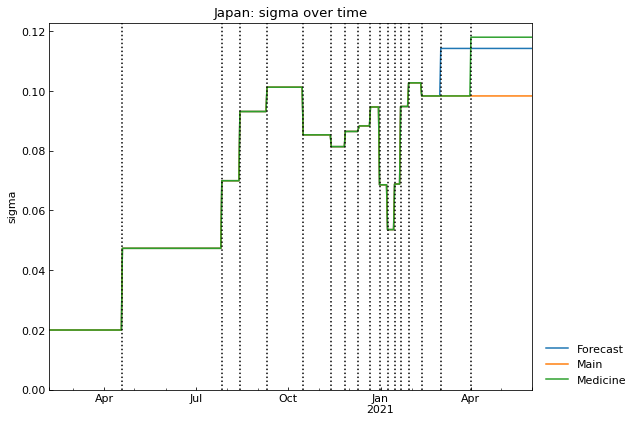 Japan: sigma over time
0.12
0.10
0.08
0.06
0.04
0.02
0.00
sigma
Apr
Jul
Oct
Jan
2021
Apr
Forecast
Main
Medicine